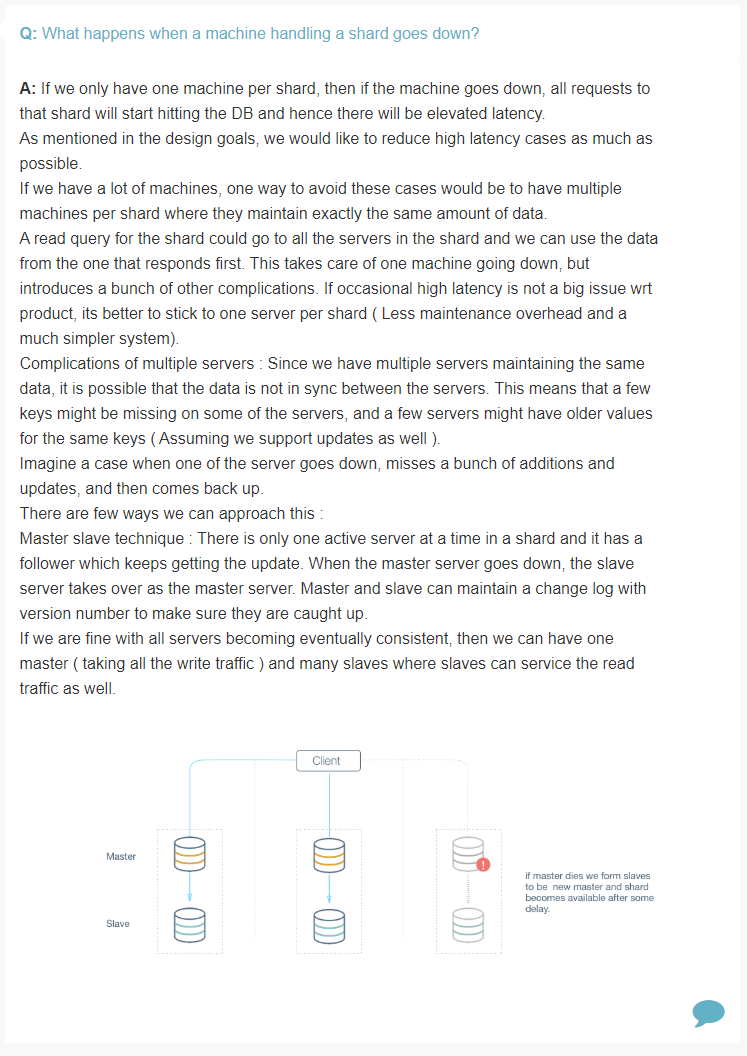 Q: What happens when a machine handling a shard goes down?
A: If we only have one machine per shard, then if the machine goes down, all requests to
that shard will start hitting the DB and hence there will be elevated latency.
As mentioned in the design goals, we would like to reduce high latency cases as much as
possible.
If we have a lot of machines, one way to avoid these cases would be to have multiple
machines per shard where they maintain exactly the same amount of data.
A read query for the shard could go to all the servers in the shard and we can use the data
from the one that responds first. This takes care of one machine going down, but
introduces a bunch of other complications. If occasional high latency is not a big issue wrt
product, its better to stick to one server per shard ( Less maintenance overhead and a
much simpler system).
Complications of multiple servers : Since we have multiple servers maintaining the same
data, it is possible that the data is not in sync between the servers. This means that a few
keys might be missing on some of the servers, and a few servers might have older values
for the same keys ( Assuming we support updates as well ).
Imagine a case when one of the server goes down, misses a bunch of additions and
updates, and then comes back up.
There are few ways we can approach this :
Master slave technique : There is only one active server at a time in a shard and it has a
follower which keeps getting the update. When the master server goes down, the slave
server takes over as the master server. Master and slave can maintain a change log with
version number to make sure they are caught up.
If we are fine with all servers becoming eventually consistent, then we can have one
master ( taking all the write traffic ) and many slaves where slaves can service the read
traffic as well.
Client
Master
!
if master dies we form slaves
to be new master and shard
becomes available after some
delay.
Slave